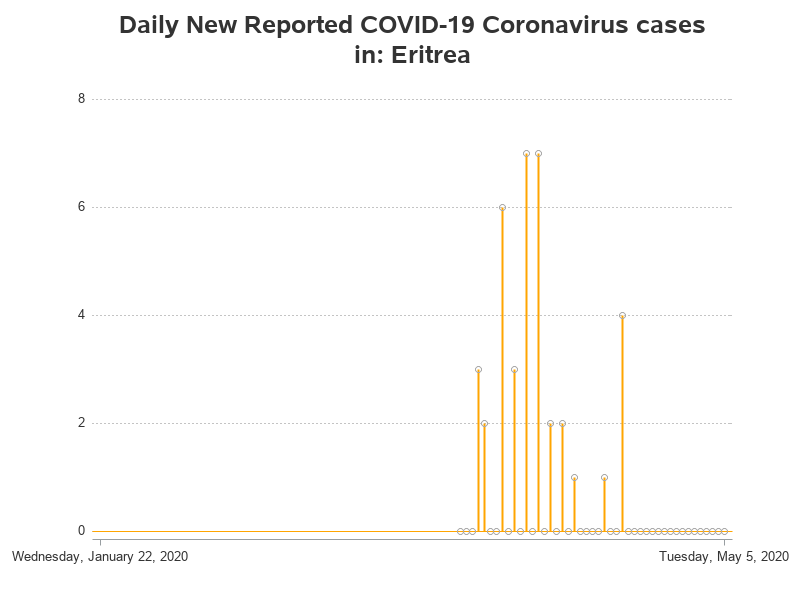 Daily New Reported COVID-19 Coronavirus cases
in: Eritrea
8
6
4
2
0
Wednesday, January 22, 2020
Tuesday, May 5, 2020